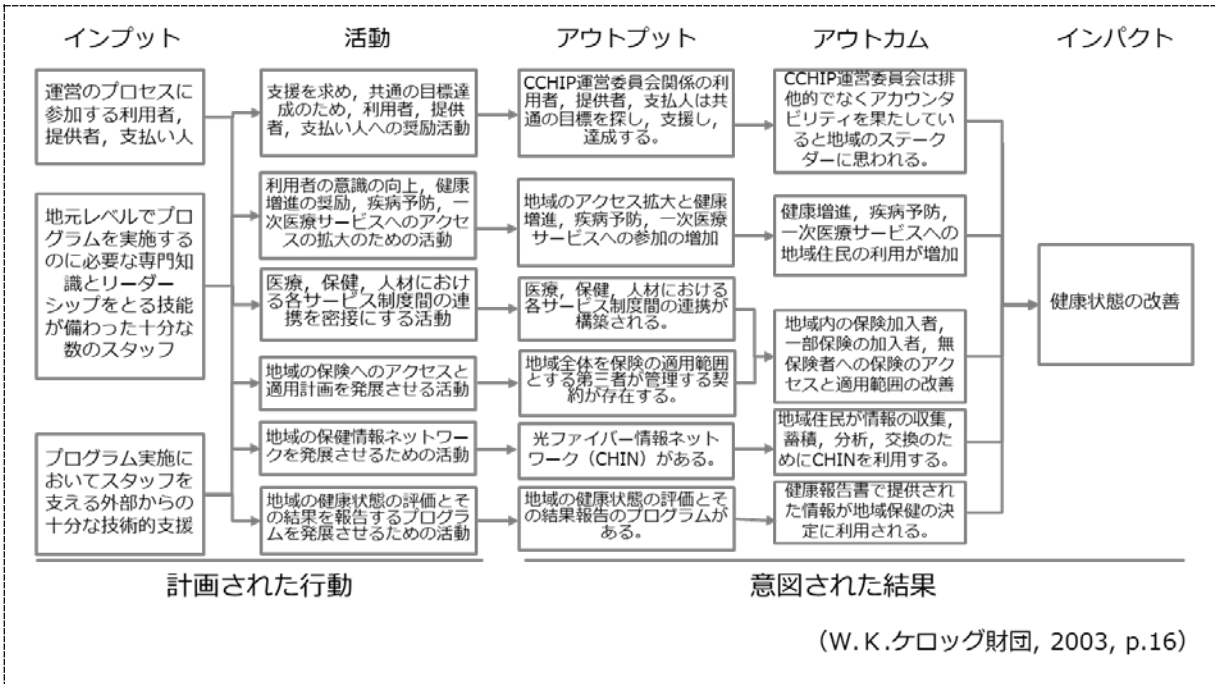 インプット
活動
アウトプット
アウトカム
インパクト
運営のプロセスに
参加する利用者，
提供者，支払い人
地元レベルでプロ
グラムを実施する
のに必要な専門知
識とリーダー
シップをとる技能
が備わった十分な
数のスタッフ
プログラム実施に
おいてスタッフを
支える外部からの
十分な技術的支援
支援を求め，共通の目標達
成のため，利用者，提供
者，支払い人への奨励活動
利用者の意識の向上，健康
増進の奨励，疾病予防，一
次医療サービスへのアクセ
スの拡大のための活動
医療，保健，人材における
各サービス制度間の連
携を密接にする活動
地域の保険へのアクセスと
適用計画を発展させる活動
地域の保健情報ネットワー
クを発展させるための活動
地域の健康状態の評価とそ
の結果を報告するプログラ
ムを発展させるための活動
CCHIP運営委員会関係の利
用者，提供者，支払人は共
通の目標を探し，支援し，
達成する。
地域のアクセス拡大と健康
増進，疾病予防，一次医療
サービスへの参加の増加
医療，保健，人材における
各サービス制度間の連携が
構築される。
地域全体を保険の適用範囲
とする第三者が管理する契
約が存在する。
光ファイバー情報ネット
ワーク（CHIN）がある。
地域の健康状態の評価とそ
の結果報告のプログラムが
ある。
CCHIP運営委員会は排
他的でなくアカウンタ
ビリティを果たしてい
ると地域のステーク
ダーに思われる。
健康増進，疾病予防，
一次医療サービスへの
地域住民の利用が増加
地域内の保険加入者，
一部保険の加入者，無
保険者への保険のアク
セスと適用範囲の改善
地域住民が情報の収集，
蓄積，分析，交換のた
めにCHINを利用する。
健康報告書で提供され
た情報が地域保健の決
定に利用される。
健康状態の改善
計画された行動
意図された結果
（W.K.ケロッグ財団, 2003, p.16）